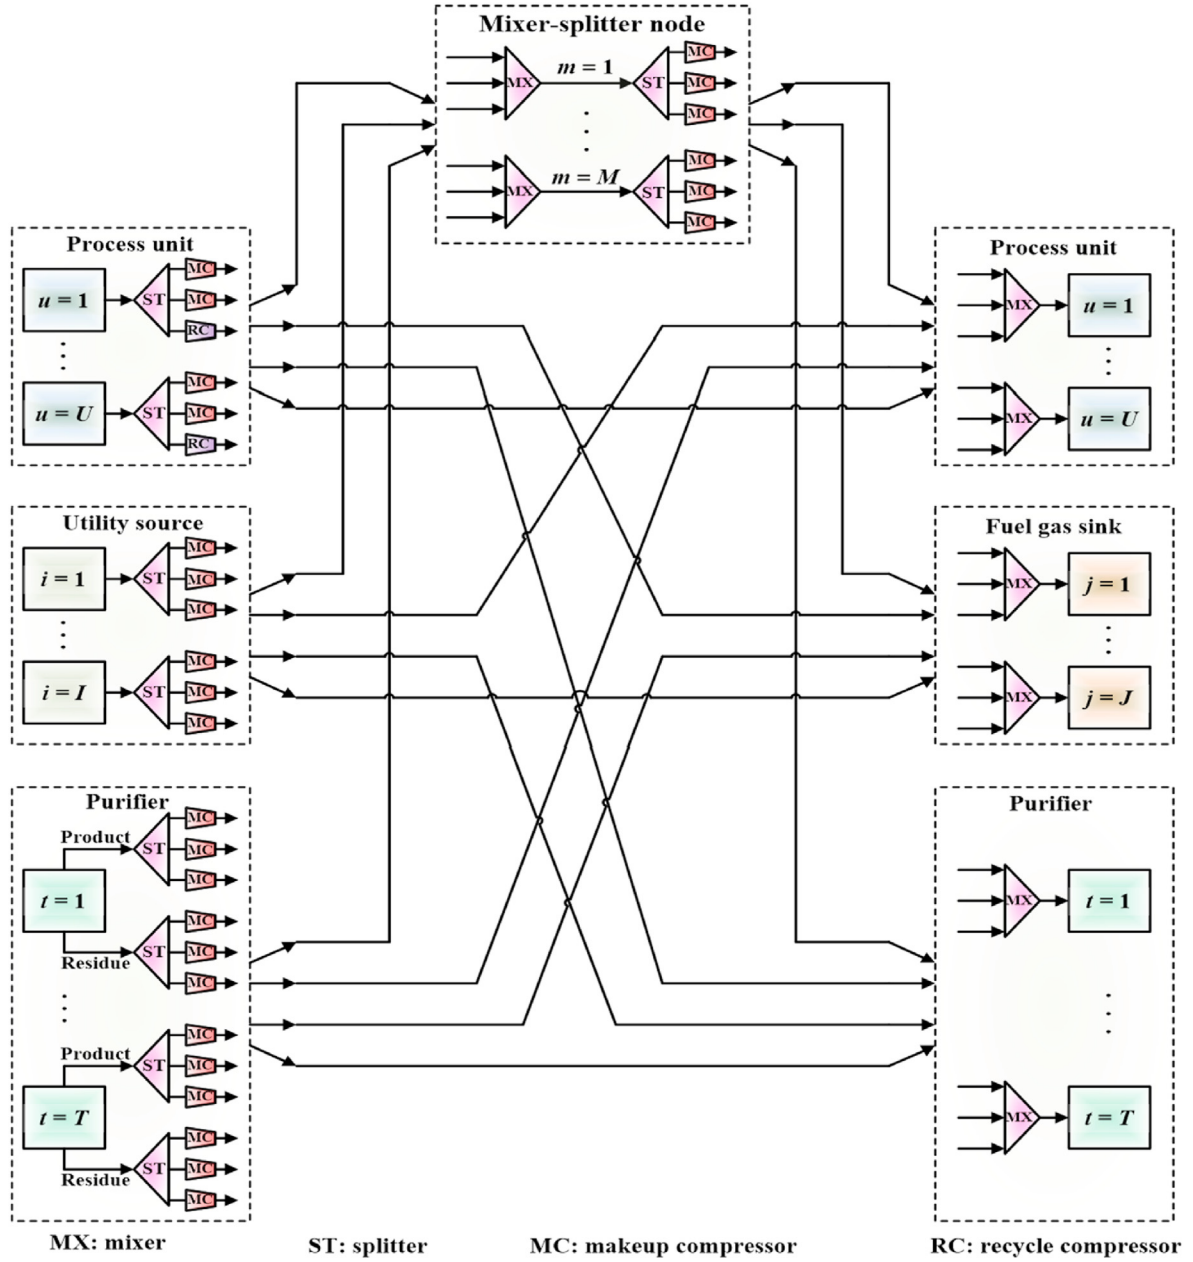 Mixer-splitter node
MX m = 1 ST MC
MC
MC
MX m = M ST MC
MC
MC
Process unit
u = 1 ST MC
MC
RC
u = U ST MC
MC
RC
Process unit
MX u = 1
MX u = U
Utility source
i = 1 ST MC
MC
MC
i = I ST MC
MC
MC
Fuel gas sink
MX j = 1
MX j = J
Purifier
Product ST MC
MC
MC
t = 1
Residue ST MC
MC
MC
Product ST MC
MC
MC
t = T
Residue ST MC
MC
MC
Purifier
MX t = 1
MX t = T
MX: mixer ST: splitter MC: makeup compressor RC: recycle compressor